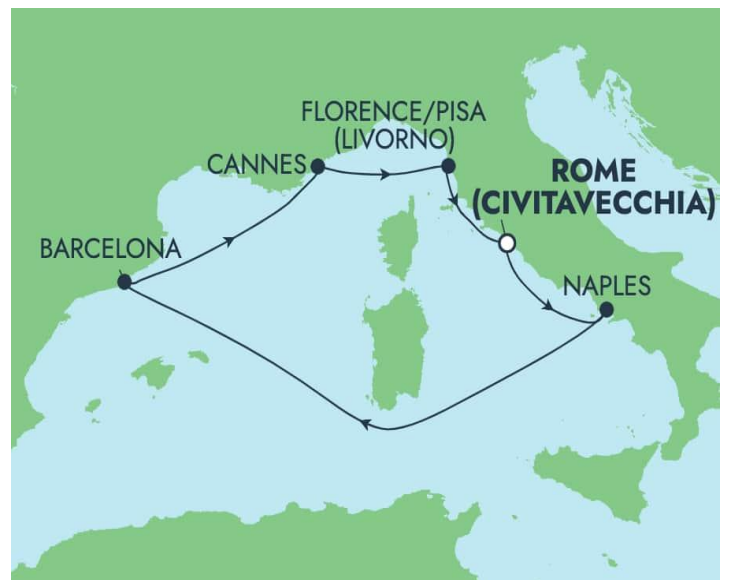 FLORENCE/PISA
(LIVORNO)
CANNES
ROME
(CIVITAVECCHIA)
BARCELONA
NAPLES